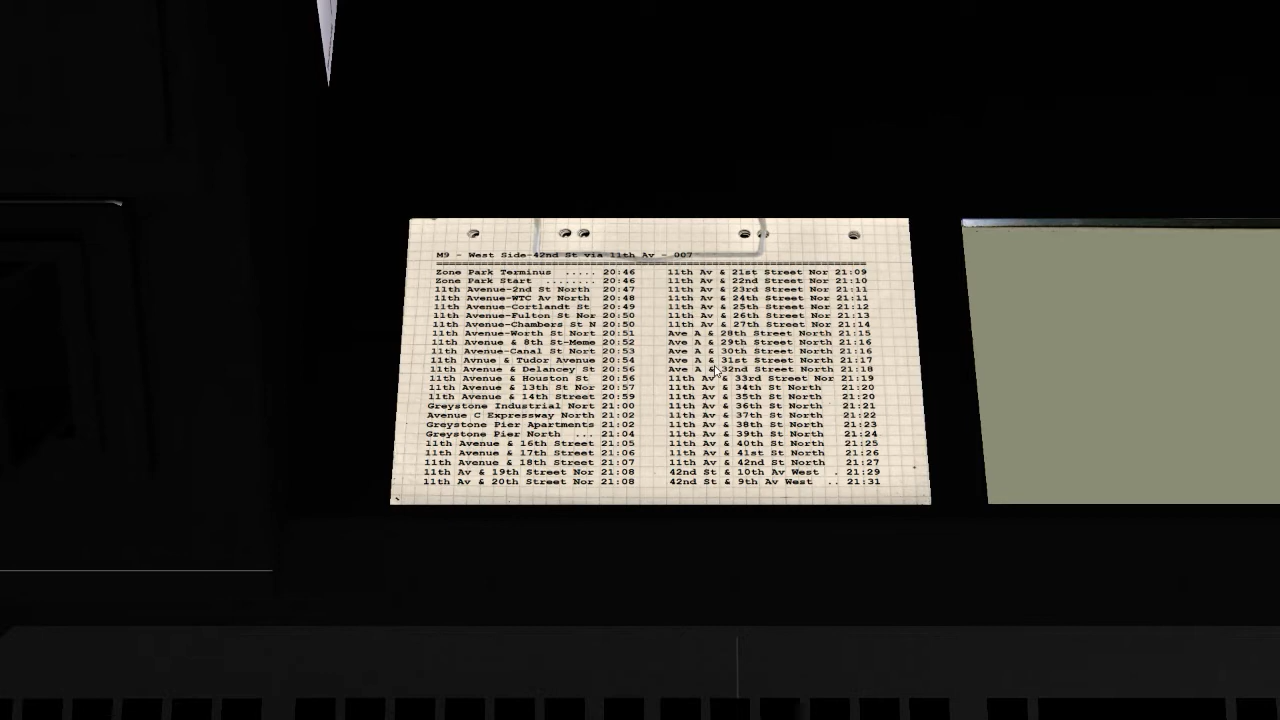 M9 - West Side-42nd St via 11th Av - 007
Zone Park Terminus ..... 20:46
Zone Park Start ........ 20:46
11th Avenue-2nd St North 20:47
11th Avenue-WTC Av North 20:48
11th Avenue-Cortlandt St 20:49
11th Avenue-Fulton St Nor 20:50
11th Avenue-Chambers St N 20:50
11th Avenue-Worth St Nort 20:51
11th Avenue & 8th St-Meme 20:52
11th Avenue-Canal St Nort 20:53
11th Avnue & Tudor Avenue 20:54
11th Avenue & Delancey St 20:56
11th Avenue & Houston St 20:56
11th Avenue & 13th St Nor 20:57
11th Avenue & 14th Street 20:59
Greystone Industrial Nort 21:00
Avenue C Expressway North 21:02
Greystone Pier Apartments 21:02
Greystone Pier North ... 21:04
11th Avenue & 16th Street 21:05
11th Avenue & 17th Street 21:06
11th Avenue & 18th Street 21:07
11th Av & 19th Street Nor 21:08
11th Av & 20th Street Nor 21:08
11th Av & 21st Street Nor 21:09
11th Av & 22nd Street Nor 21:10
11th Av & 23rd Street Nor 21:11
11th Av & 24th Street Nor 21:11
11th Av & 25th Street Nor 21:12
11th Av & 26th Street Nor 21:13
11th Av & 27th Street Nor 21:14
Ave A & 28th Street North 21:15
Ave A & 29th Street North 21:16
Ave A & 30th Street North 21:16
Ave A & 31st Street North 21:17
Ave A & 32nd Street North 21:18
11th Av & 33rd Street Nor 21:19
11th Av & 34th St North 21:20
11th Av & 35th St North 21:20
11th Av & 36th St North 21:21
11th Av & 37th St North 21:22
11th Av & 38th St North 21:23
11th Av & 39th St North 21:24
11th Av & 40th St North 21:25
11th Av & 41st St North 21:26
11th Av & 42nd St North 21:27
42nd St & 10th Av West . 21:29
42nd St & 9th Av West .. 21:31